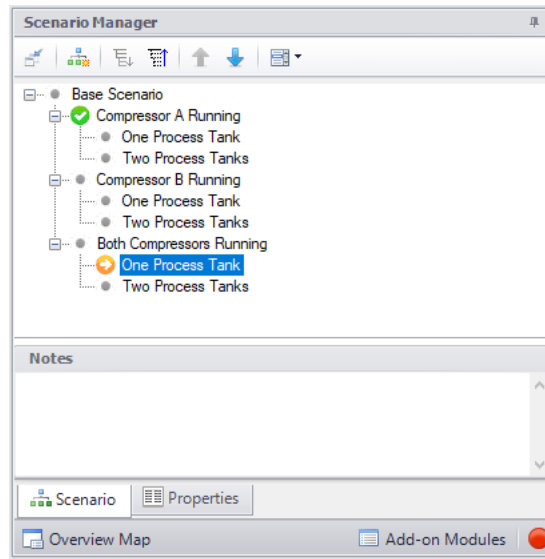 Scenario Manager
Base Scenario
Compressor A Running
One Process Tank
Two Process Tanks
Compressor B Running
One Process Tank
Two Process Tanks
Both Compressors Running
One Process Tank
Two Process Tanks
Notes
Scenario Properties
Overview Map Add-on Modules